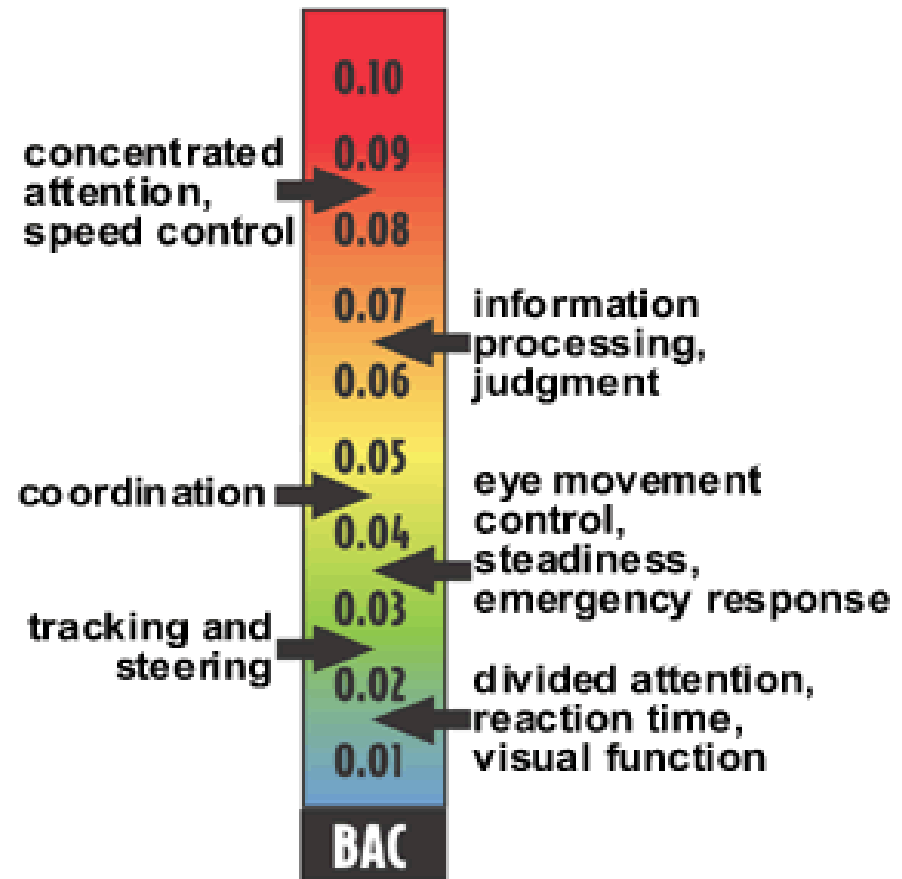 0.10
concentrated
attention,
speed control
0.09
0.08
0.07
information
processing,
judgment
0.06
0.05
coordination
eye movement
control,
steadiness,
emergency response
0.04
0.03
tracking and
steering
0.02
divided attention,
reaction time,
visual function
0.01
BAC